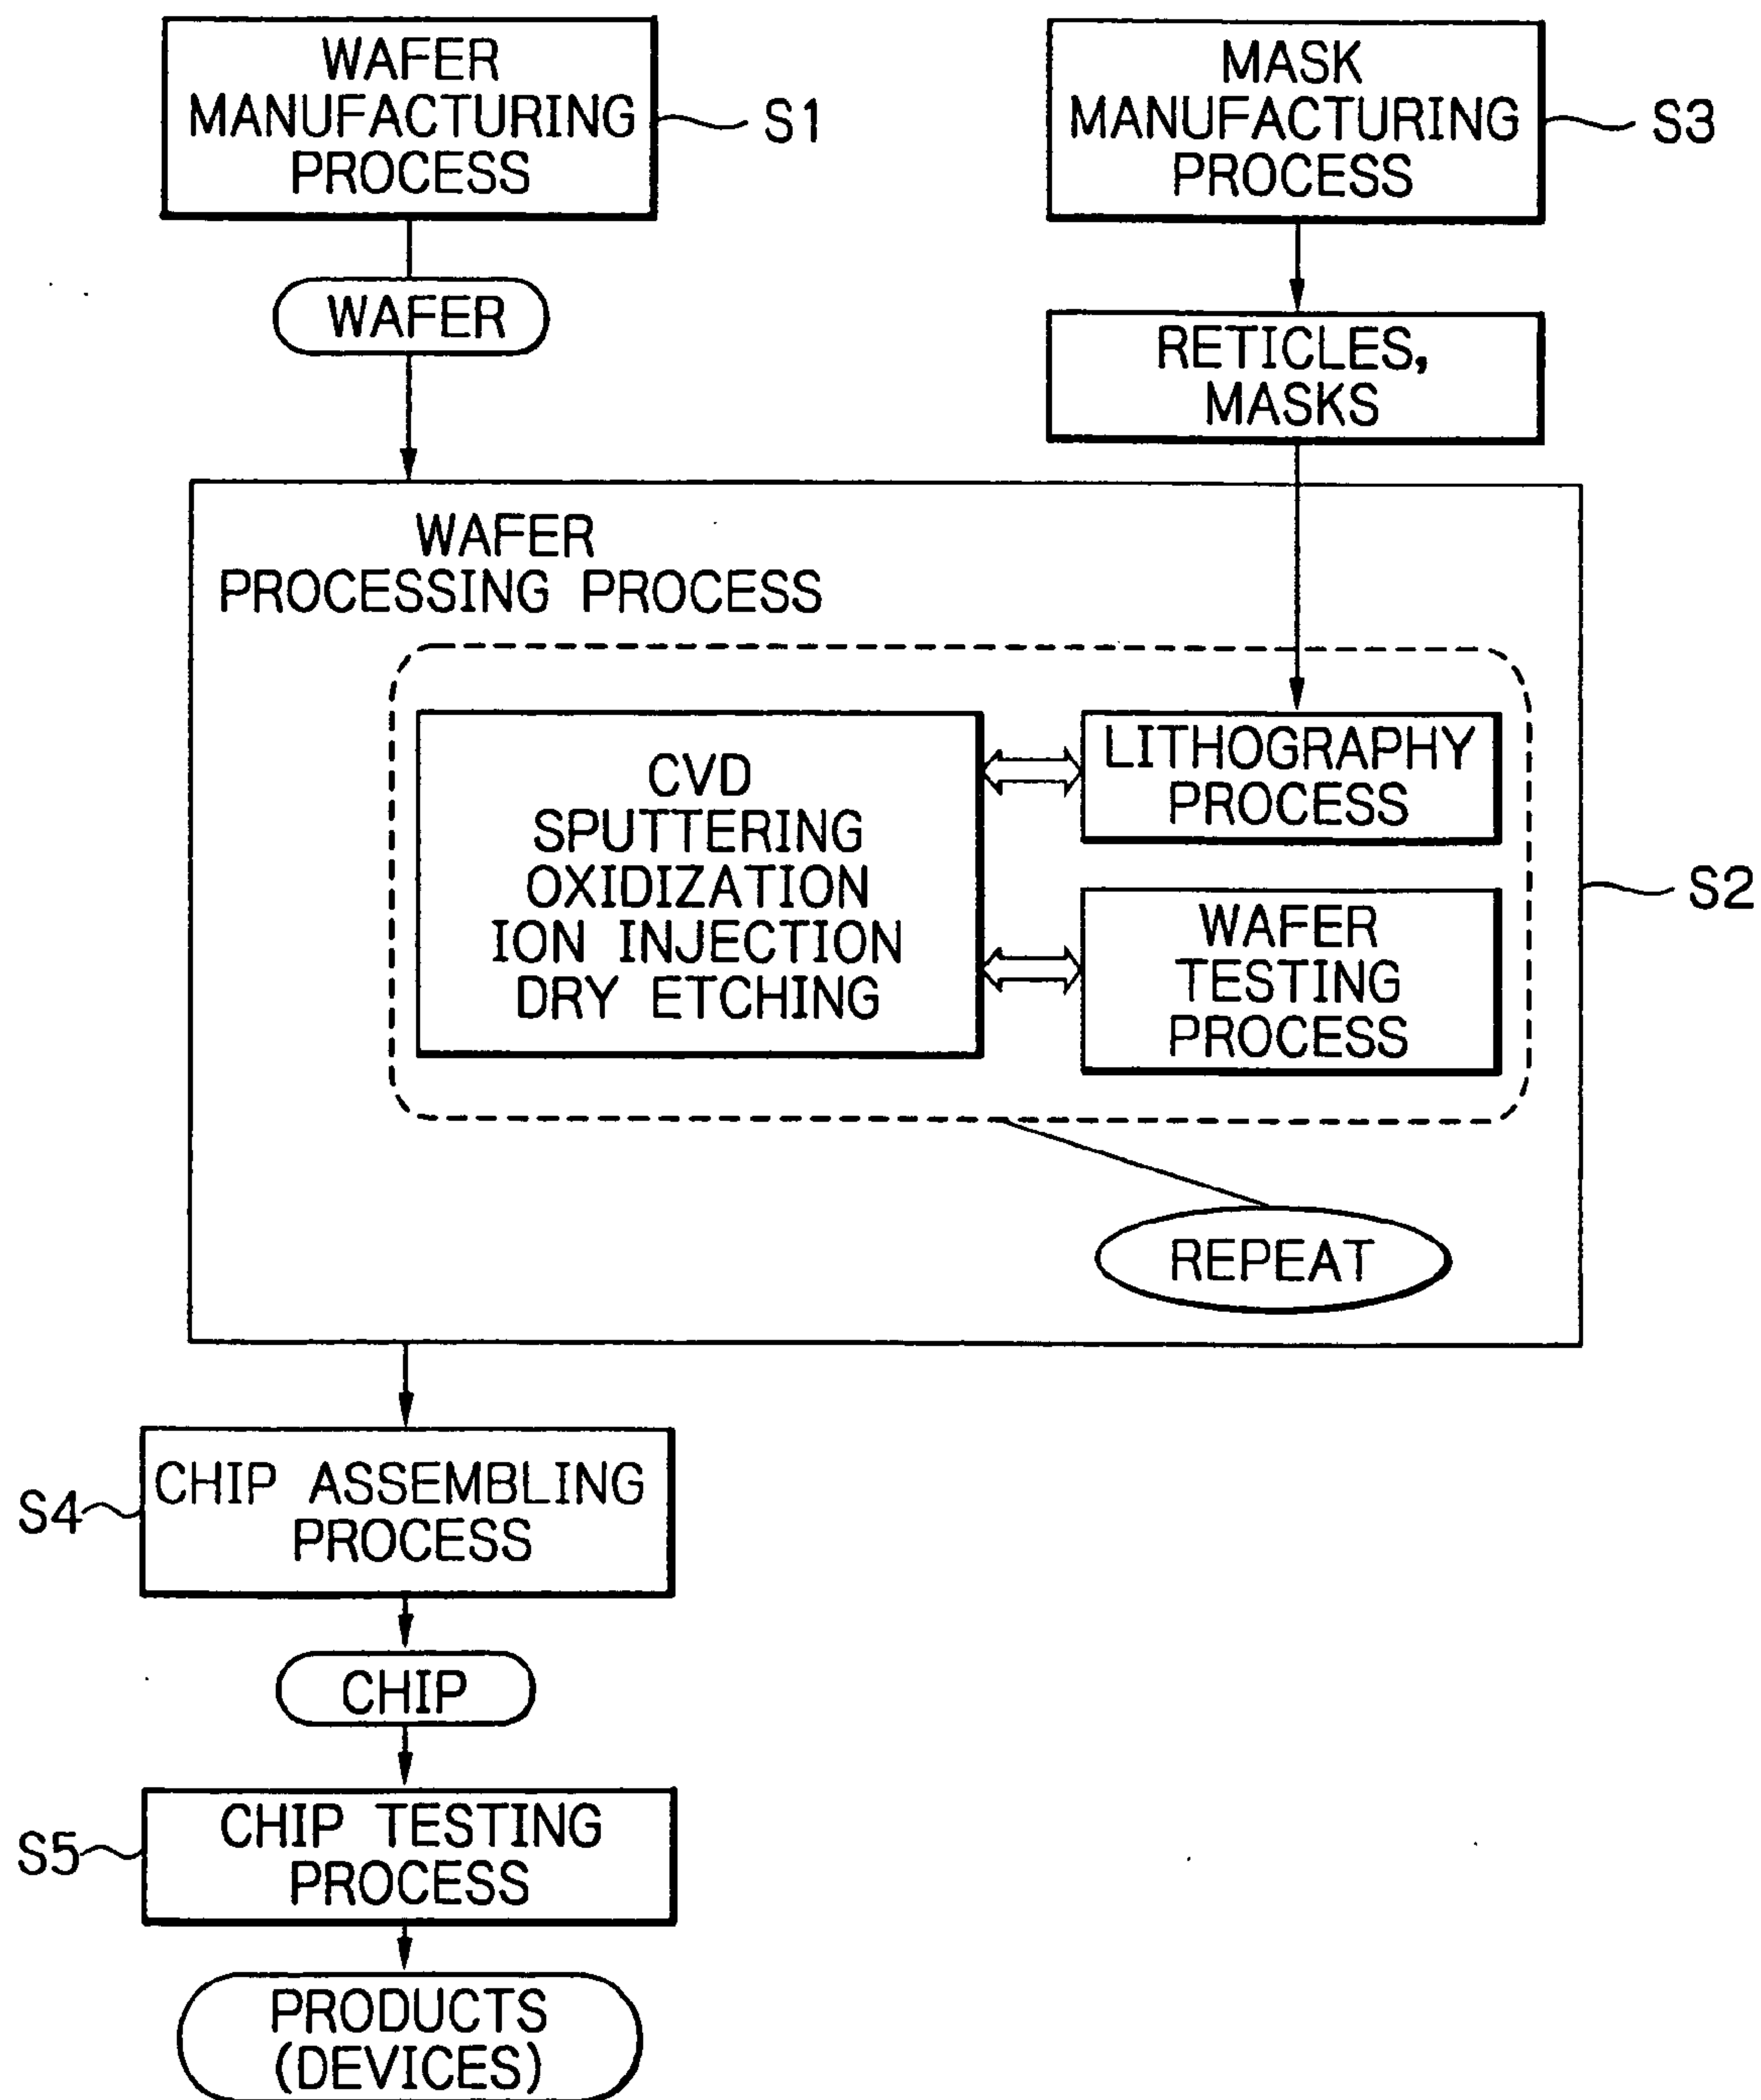 WAFER
MANUFACTURING
PROCESS
S1
MASK
MANUFACTURING
PROCESS
S3
WAFER
RETICLES,
MASKS
WAFER
PROCESSING PROCESS
CVD
SPUTTERING
OXIDIZATION
ION INJECTION
DRY ETCHING
LITHOGRAPHY
PROCESS
WAFER
TESTING
PROCESS
S2
REPEAT
S4
CHIP ASSEMBLING
PROCESS
CHIP
S5
CHIP TESTING
PROCESS
PRODUCTS
(DEVICES)